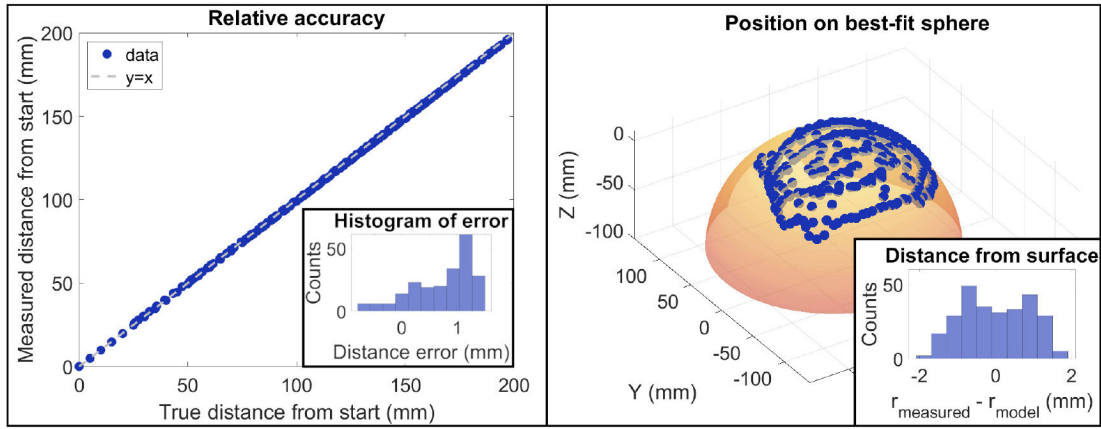 Relative accuracy
data
y=x
200
150
100
50
0
Measured distance from start (mm)
0 50 100 150 200
True distance from start (mm)
Histogram of error
50
0
Counts
0 1
Distance error (mm)
Position on best-fit sphere
0
-50
-100
Z (mm)
100
50
0
-50
-100
Y (mm)
Distance from surface
50
0
Counts
-2 0 2
r measured - r model (mm)